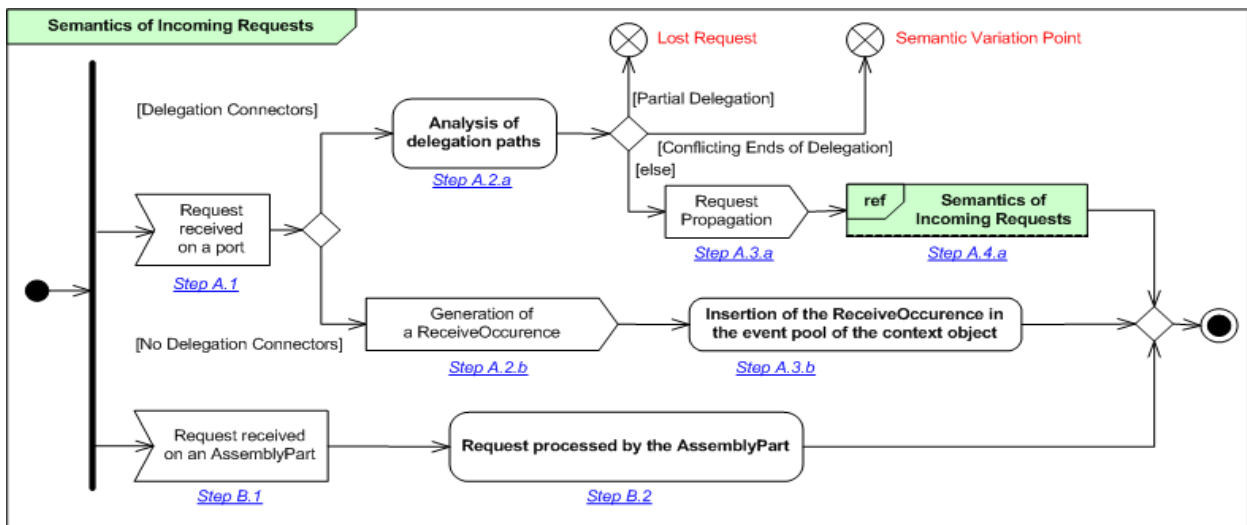 Semantics of Incoming Requests
Lost Request
Semantic Variation Point
[Delegation Connectors]
[Partial Delegation]
Analysis of
delegation paths
[Conflicting Ends of Delegation]
[else]
Step A.2.a
Request
received
on a port
Request
Propagation
ref
Semantics of
Incoming Requests
Step A.1
Step A.3.a
Step A.4.a
Generation of
a ReceiveOccurence
Insertion of the ReceiveOccurence in
the event pool of the context object
[No Delegation Connectors]
Step A.2.b
Step A.3.b
Request received
on an AssemblyPart
Request processed by the AssemblyPart
Step B.1
Step B.2